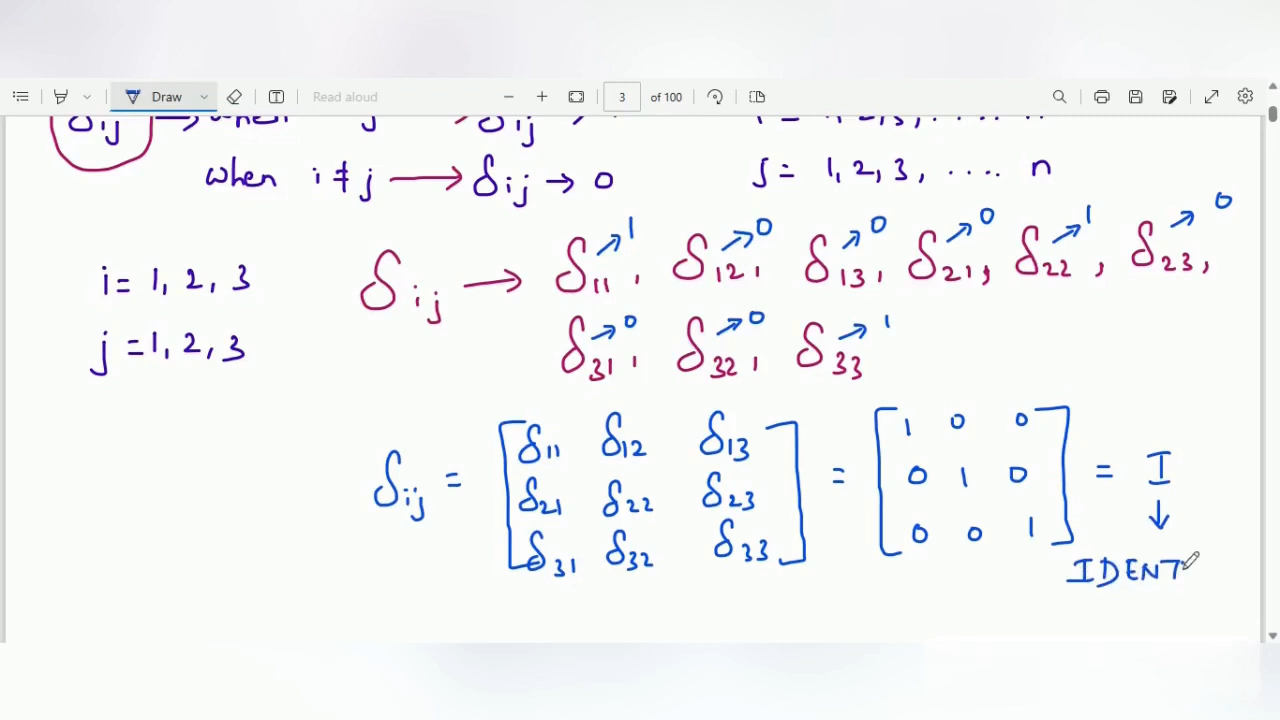 Draw Read aloud 3 of 100
δij → when j → δij
when i ≠ j → δij → 0 j = 1, 2, 3, .... n
i = 1, 2, 3
j = 1, 2, 3
δij → δ11 ↗ 1, δ12 ↗ 0, δ13 ↗ 0, δ21 ↗ 0, δ22 ↗ 1, δ23 ↗ 0,
δ31 ↗ 0, δ32 ↗ 0, δ33 → 1
δij = [δ11 δ12 δ13 = [1 0 0 = I
δ21 δ22 δ23 0 1 0 ↓
δ31 δ32 δ33] 0 0 1]
IDENT